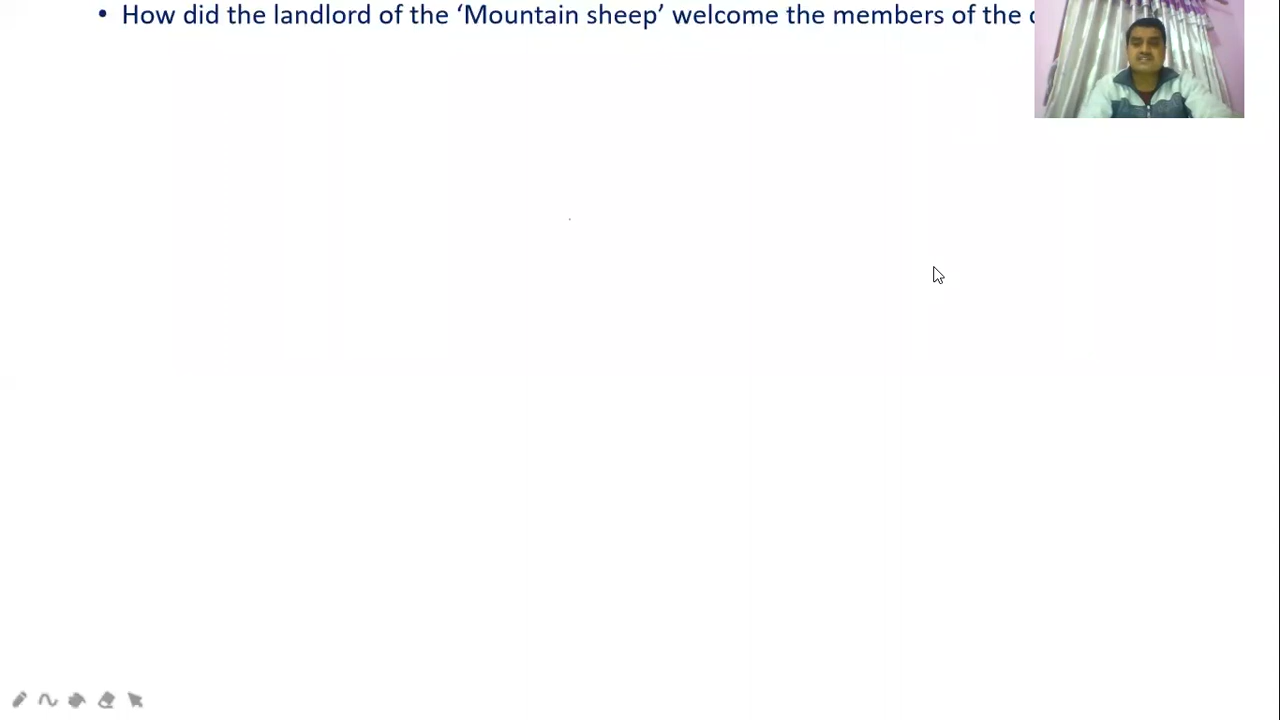 • How did the landlord of the ‘Mountain sheep’ welcome the members of the